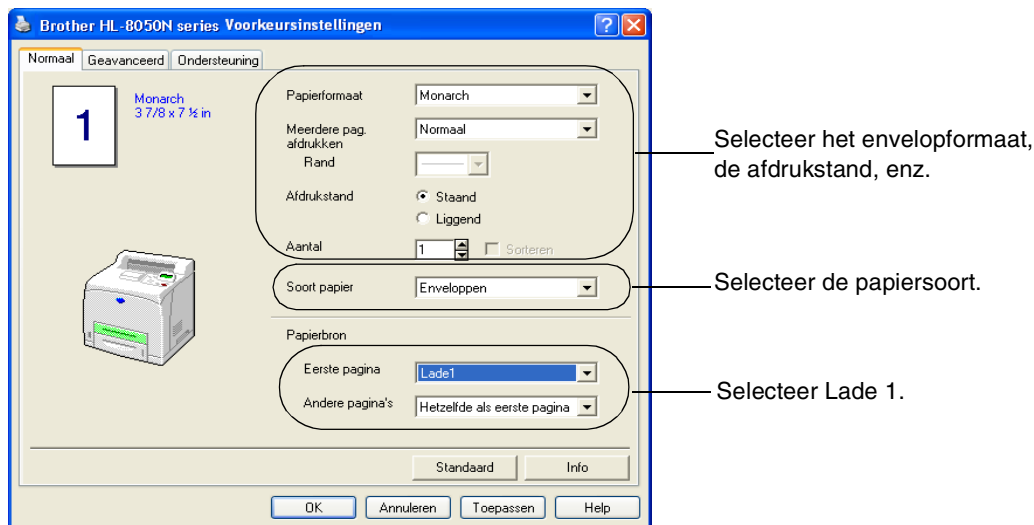 Brother HL-8050N series Voorkeursinstellingen
Normaal Geavanceerd Ondersteuning
1
Monarch
3 7/8 x 7 ½ in
Papierformaat Monarch
Meerdere pag. afdrukken Normaal
Rand
Afdrukstand Staand
Liggend
Aantal 1 Sorteren
Selecteer het envelopformaat,
de afdrukstand, enz.
Soort papier Enveloppen
Selecteer de papiersoort.
Papierbron
Eerste pagina Lade1
Andere pagina's Hetzelfde als eerste pagina
Selecteer Lade 1.
Standaard Info
OK Annuleren Toepassen Help